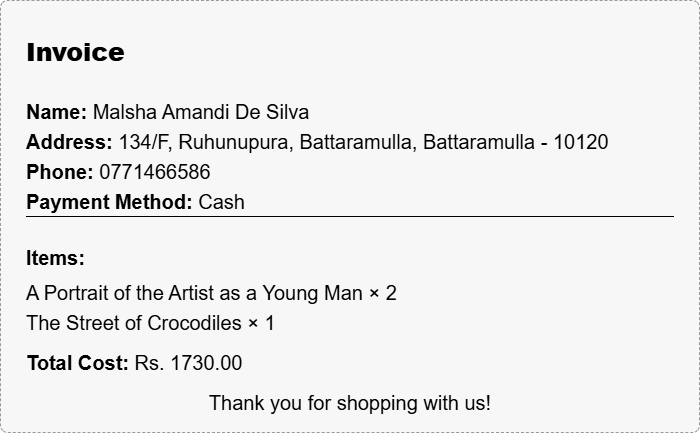 Invoice
Name: Malsha Amandi De Silva
Address: 134/F, Ruhunupura, Battaramulla, Battaramulla - 10120
Phone: 0771466586
Payment Method: Cash
Items:
A Portrait of the Artist as a Young Man × 2
The Street of Crocodiles × 1
Total Cost: Rs. 1730.00
Thank you for shopping with us!